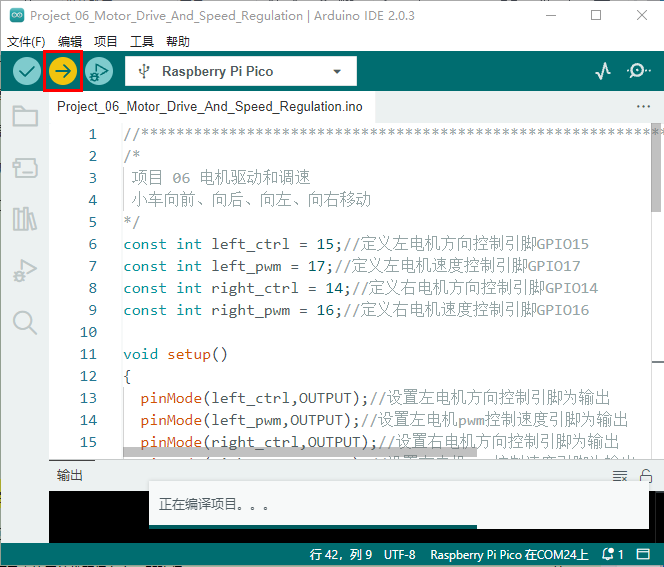 Project_06_Motor_Drive_And_Speed_Regulation | Arduino IDE 2.0.3
文件(F) 编辑 项目 工具 帮助
Raspberry Pi Pico
Project_06_Motor_Drive_And_Speed_Regulation.ino
1 //************************************************************
2 /*
3 项目 06 电机驱动和调速
4 小车向前、向后、向左、向右移动
5 */
6 const int left_ctrl = 15;//定义左电机方向控制引脚GPIO15
7 const int left_pwm = 17;//定义左电机速度控制引脚GPIO17
8 const int right_ctrl = 14;//定义右电机方向控制引脚GPIO14
9 const int right_pwm = 16;//定义右电机速度控制引脚GPIO16
10
11 void setup()
12 {
13 pinMode(left_ctrl,OUTPUT);//设置左电机方向控制引脚为输出
14 pinMode(left_pwm,OUTPUT);//设置左电机pwm控制速度引脚为输出
15 pinMode(right_ctrl,OUTPUT);//设置右电机方向控制引脚为输出
输出
正在编译项目。。。
行 42，列 9 UTF-8 Raspberry Pi Pico 在COM24上 1